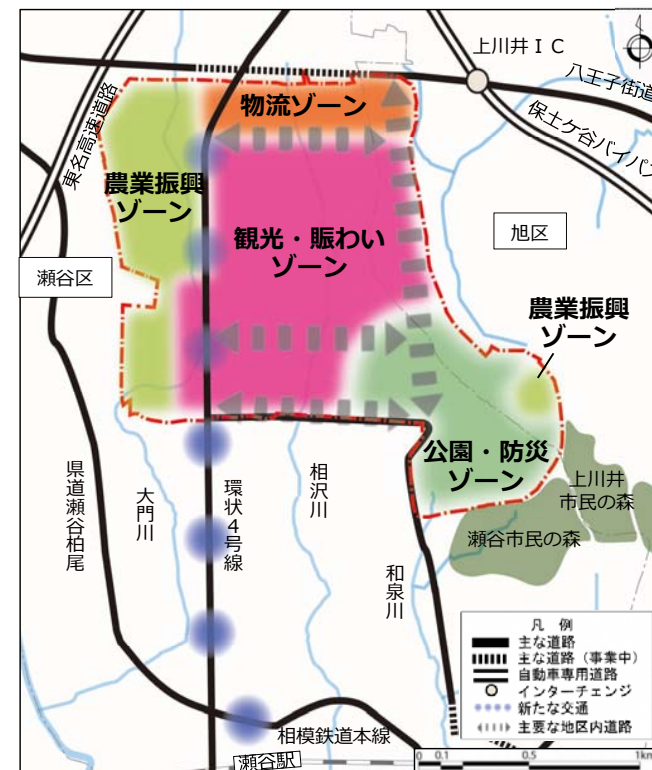 上川井ＩＣ
八王子街道
保土ケ谷バイパス
東名高速道路
物流ゾーン
農業振興
ゾーン
観光・賑わい
ゾーン
旭区
瀬谷区
農業振興
ゾーン
公園・防災
ゾーン
上川井
市民の森
瀬谷市民の森
県道瀬谷柏尾
大門川
環状４号線
相沢川
和泉川
相模鉄道本線
瀬谷駅
凡 例
主な道路
主な道路（事業中）
自動車専用道路
インターチェンジ
新たな交通
主要な地区内道路
0 0.1 0.5 1km